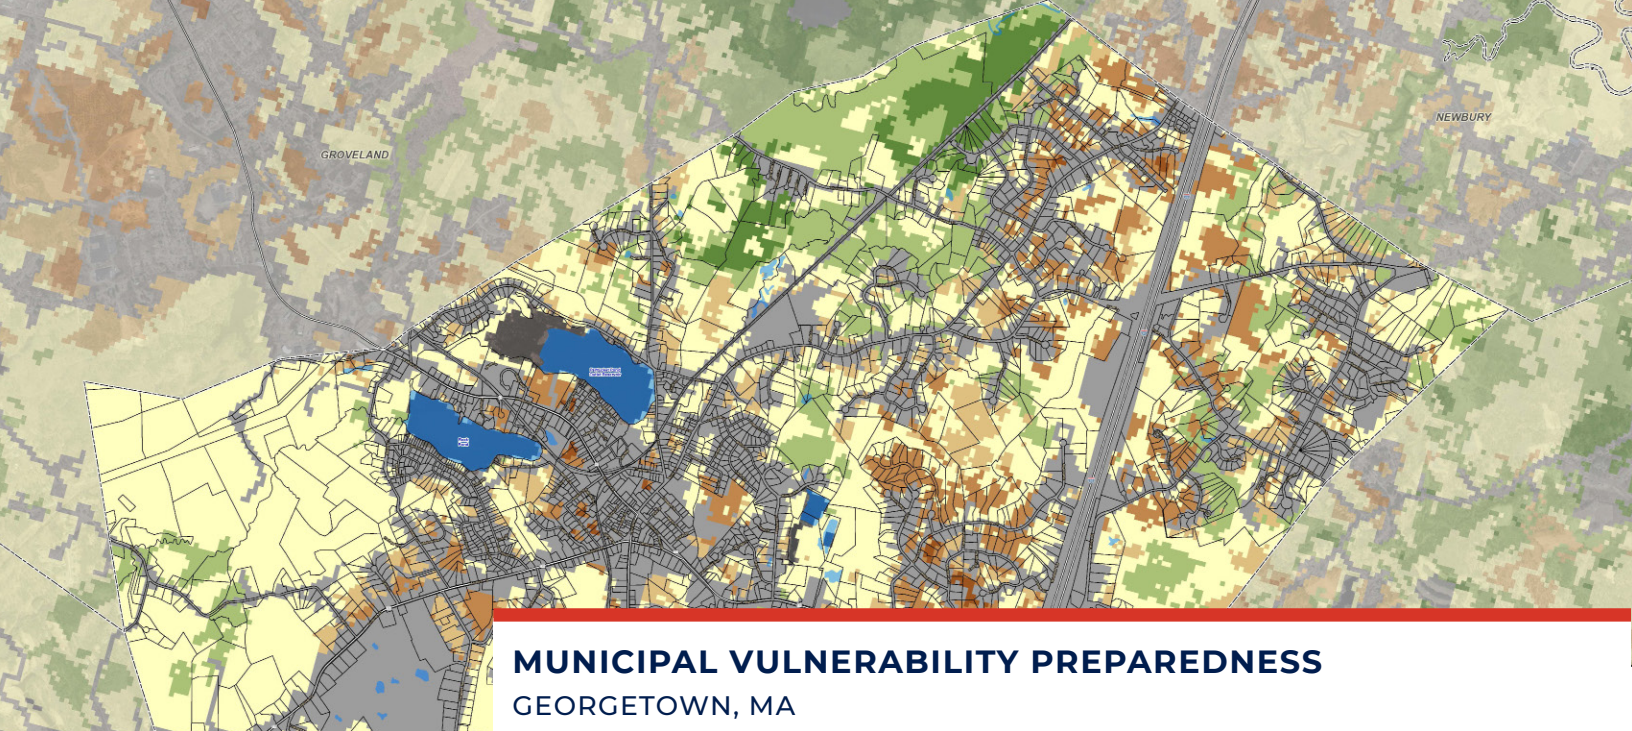 GROVELAND
NEWBURY
MUNICIPAL VULNERABILITY PREPAREDNESS
GEORGETOWN, MA